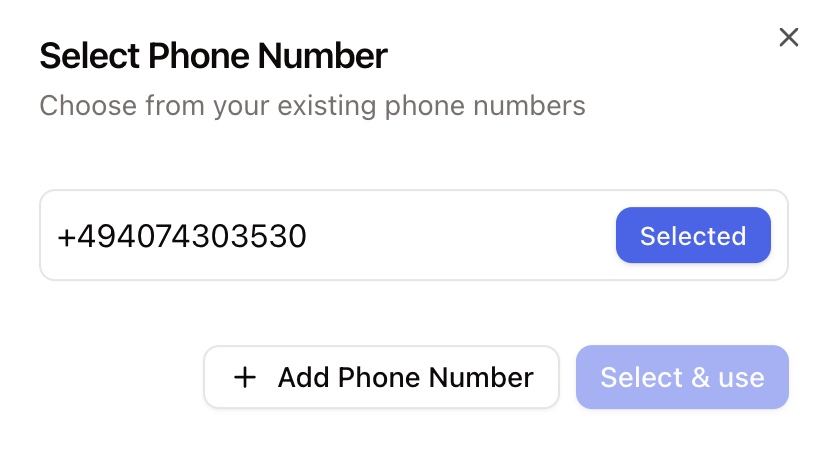 Select Phone Number
Choose from your existing phone numbers
+494074303530
Selected
+ Add Phone Number
Select & use